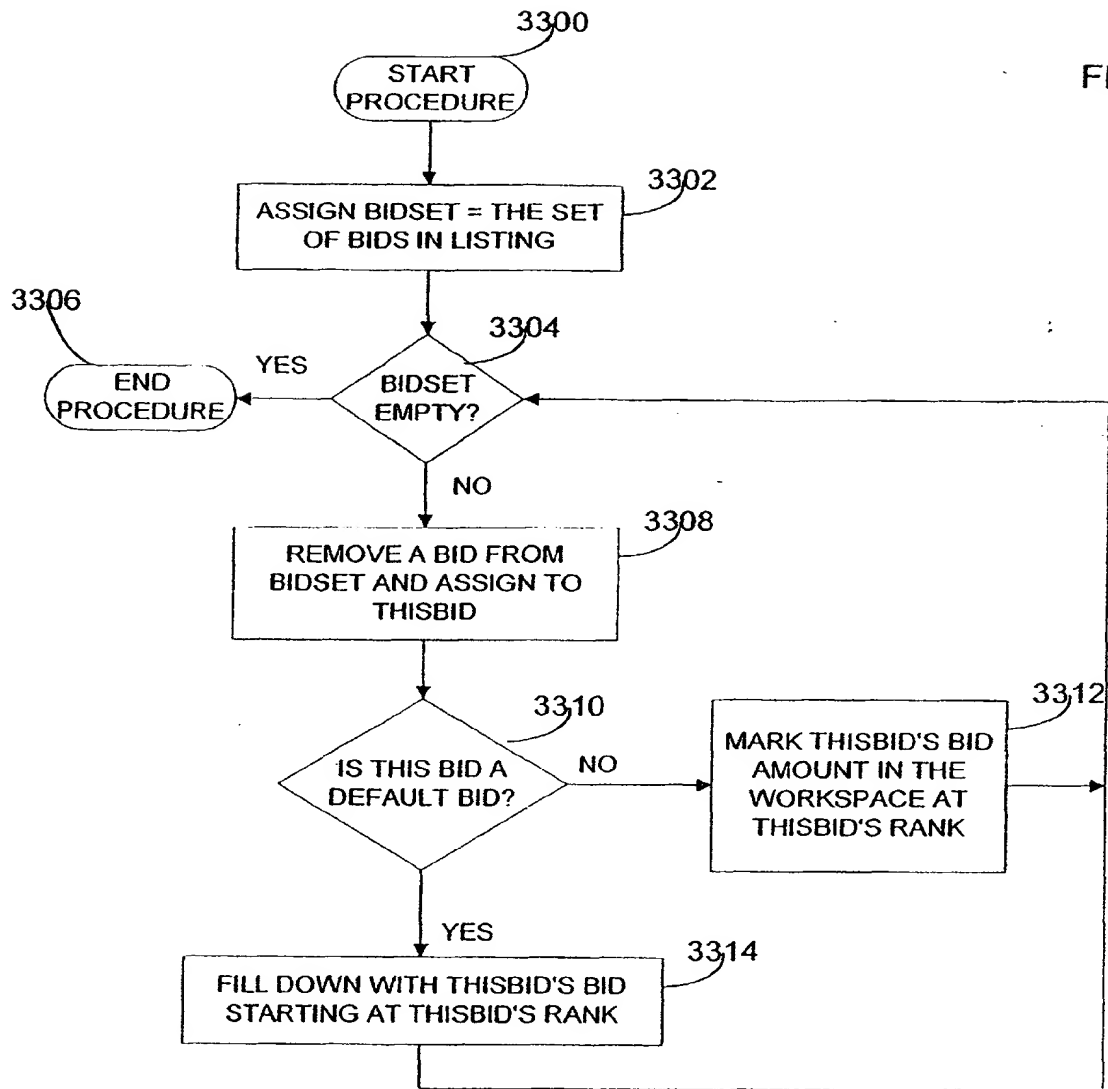 3300
START
PROCEDURE
3302
ASSIGN BIDSET = THE SET
OF BIDS IN LISTING
3306
3304
YES
END
PROCEDURE
BIDSET
EMPTY?
NO
3308
REMOVE A BID FROM
BIDSET AND ASSIGN TO
THISBID
3310
3312
IS THIS BID A
DEFAULT BID?
NO
MARK THISBID'S BID
AMOUNT IN THE
WORKSPACE AT
THISBID'S RANK
YES
3314
FILL DOWN WITH THISBID'S BID
STARTING AT THISBID'S RANK